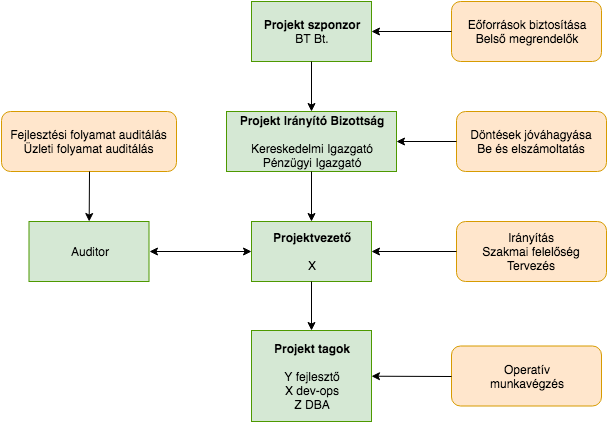 Projekt szponzor
BT Bt.
Eőforrások biztosítása
Belső megrendelők
Projekt Irányító Bizottság
Kereskedelmi Igazgató
Pénzügyi Igazgató
Döntések jóváhagyása
Be és elszámoltatás
Fejlesztési folyamat auditálás
Üzleti folyamat auditálás
Auditor
Projektvezető
X
Irányítás
Szakmai felelőség
Tervezés
Projekt tagok
Y fejlesztő
X dev-ops
Z DBA
Operatív
munkavégzés